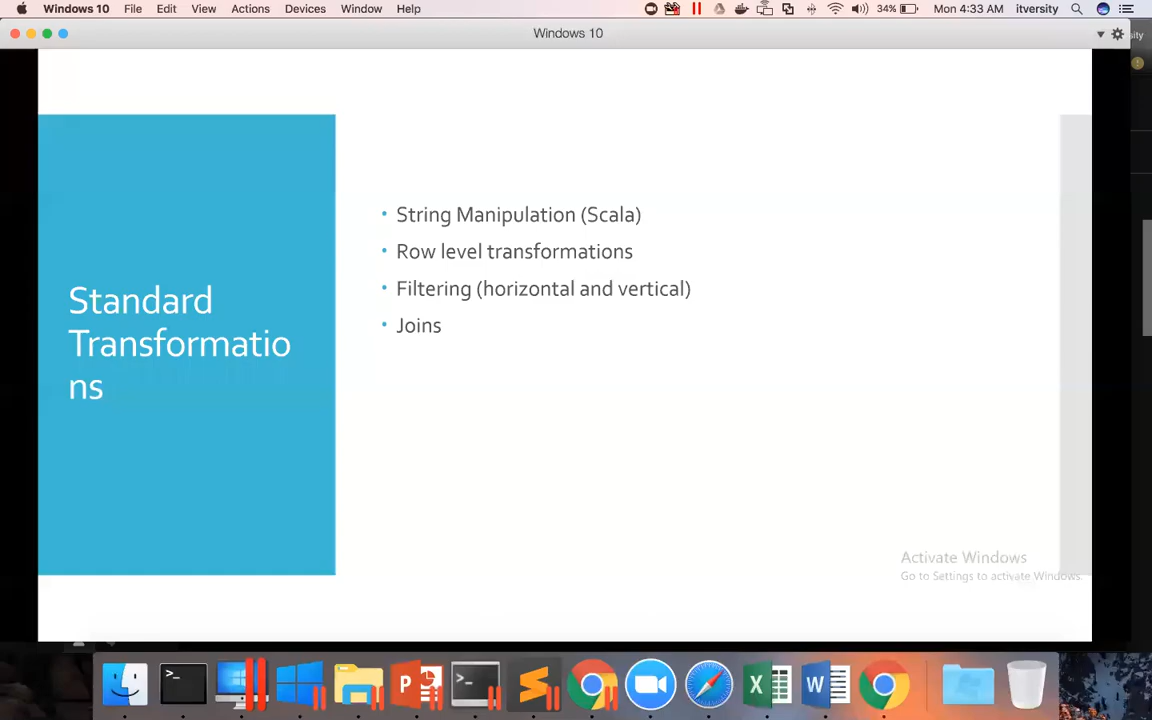 Windows 10 File Edit View Actions Devices Window Help 34% Mon 4:33 AM itversity
Windows 10
sity
Standard
Transformatio
ns
• String Manipulation (Scala)
• Row level transformations
• Filtering (horizontal and vertical)
• Joins
Activate Windows
Go to Settings to activate Windows.